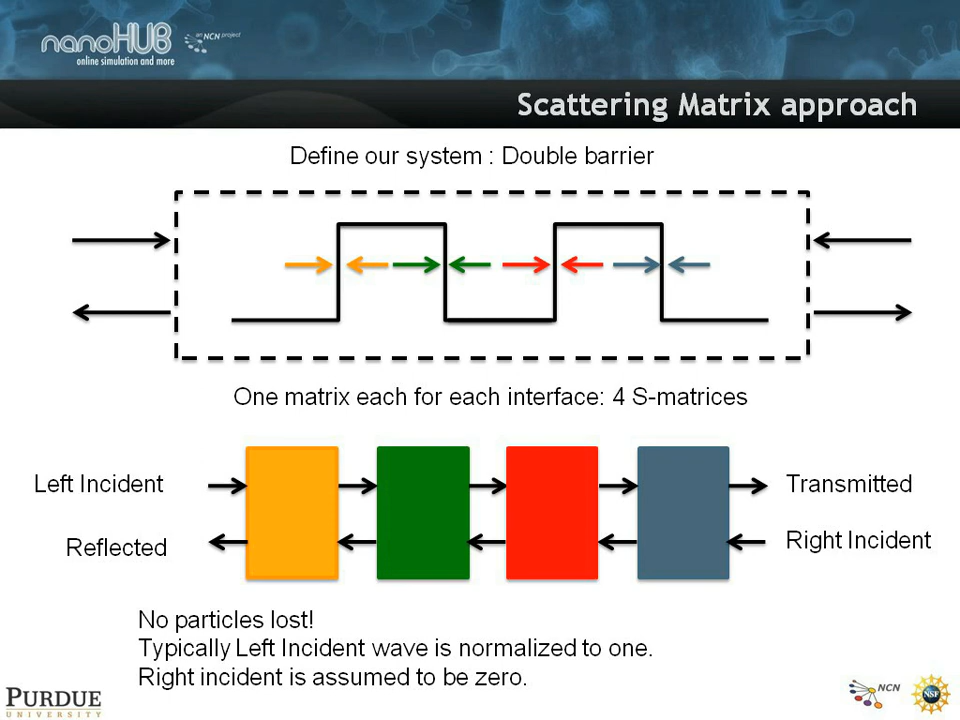 nanoHUB
an NCN project
online simulation and more
Scattering Matrix approach
Define our system : Double barrier
One matrix each for each interface: 4 S-matrices
Left Incident
Transmitted
Reflected
Right Incident
No particles lost!
Typically Left Incident wave is normalized to one.
Right incident is assumed to be zero.
PURDUE
UNIVERSITY
NCN
NSF